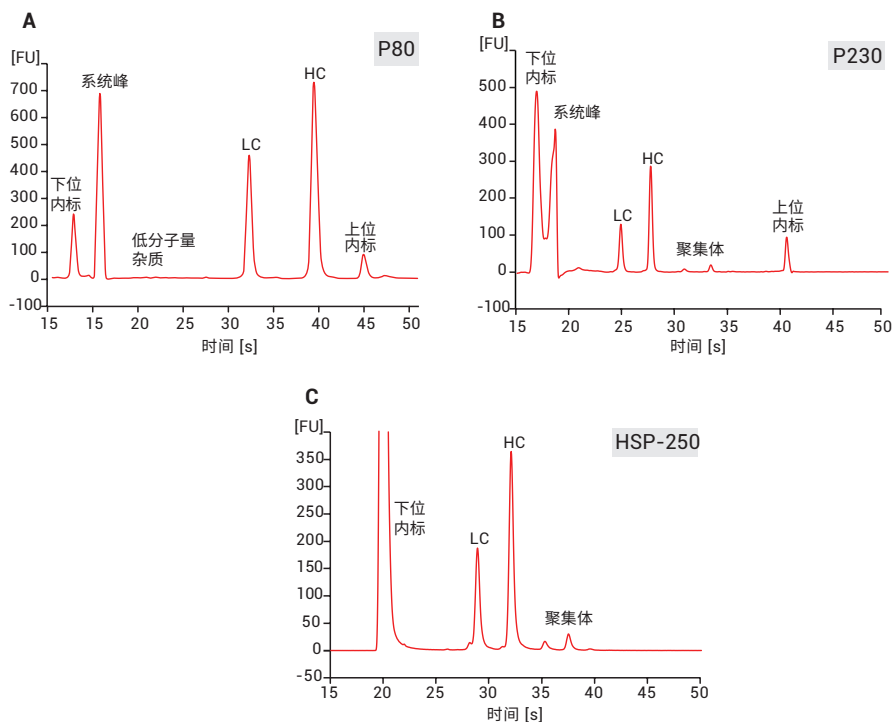 A
P80
[FU]
700
600
500
400
300
200
100
0
-100
系统峰
HC
LC
下位
内标
低分子量
杂质
上位
内标
15 15 20 25 30 35 40 45 50
时间 [s]
B
P230
[FU]
500
400
300
200
100
0
-100
下位
内标
系统峰
HC
LC
聚集体
上位
内标
15 20 25 30 35 40 45 50
时间 [s]
C
HSP-250
[FU]
350
300
250
200
150
100
50
0
-50
HC
下位
内标
LC
聚集体
15 20 25 30 35 40 45 50
时间 [s]